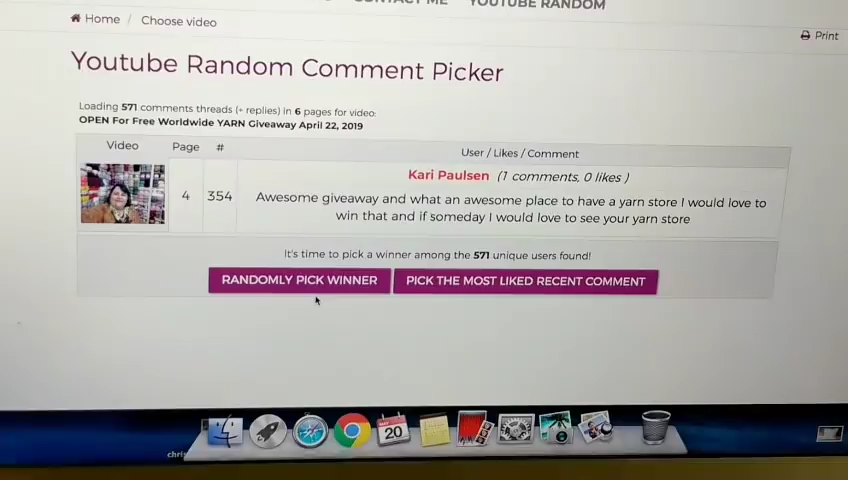 CONTACT ME YOUTUBE RANDOM
Home / Choose video
Print
Youtube Random Comment Picker
Loading 571 comments threads (+ replies) in 6 pages for video:
OPEN For Free Worldwide YARN Giveaway April 22, 2019
Video Page # User / Likes / Comment
Kari Paulsen (1 comments, 0 likes )
4 354 Awesome giveaway and what an awesome place to have a yarn store I would love to
win that and if someday I would love to see your yarn store
It's time to pick a winner among the 571 unique users found!
RANDOMLY PICK WINNER PICK THE MOST LIKED RECENT COMMENT
MAY
20
chris